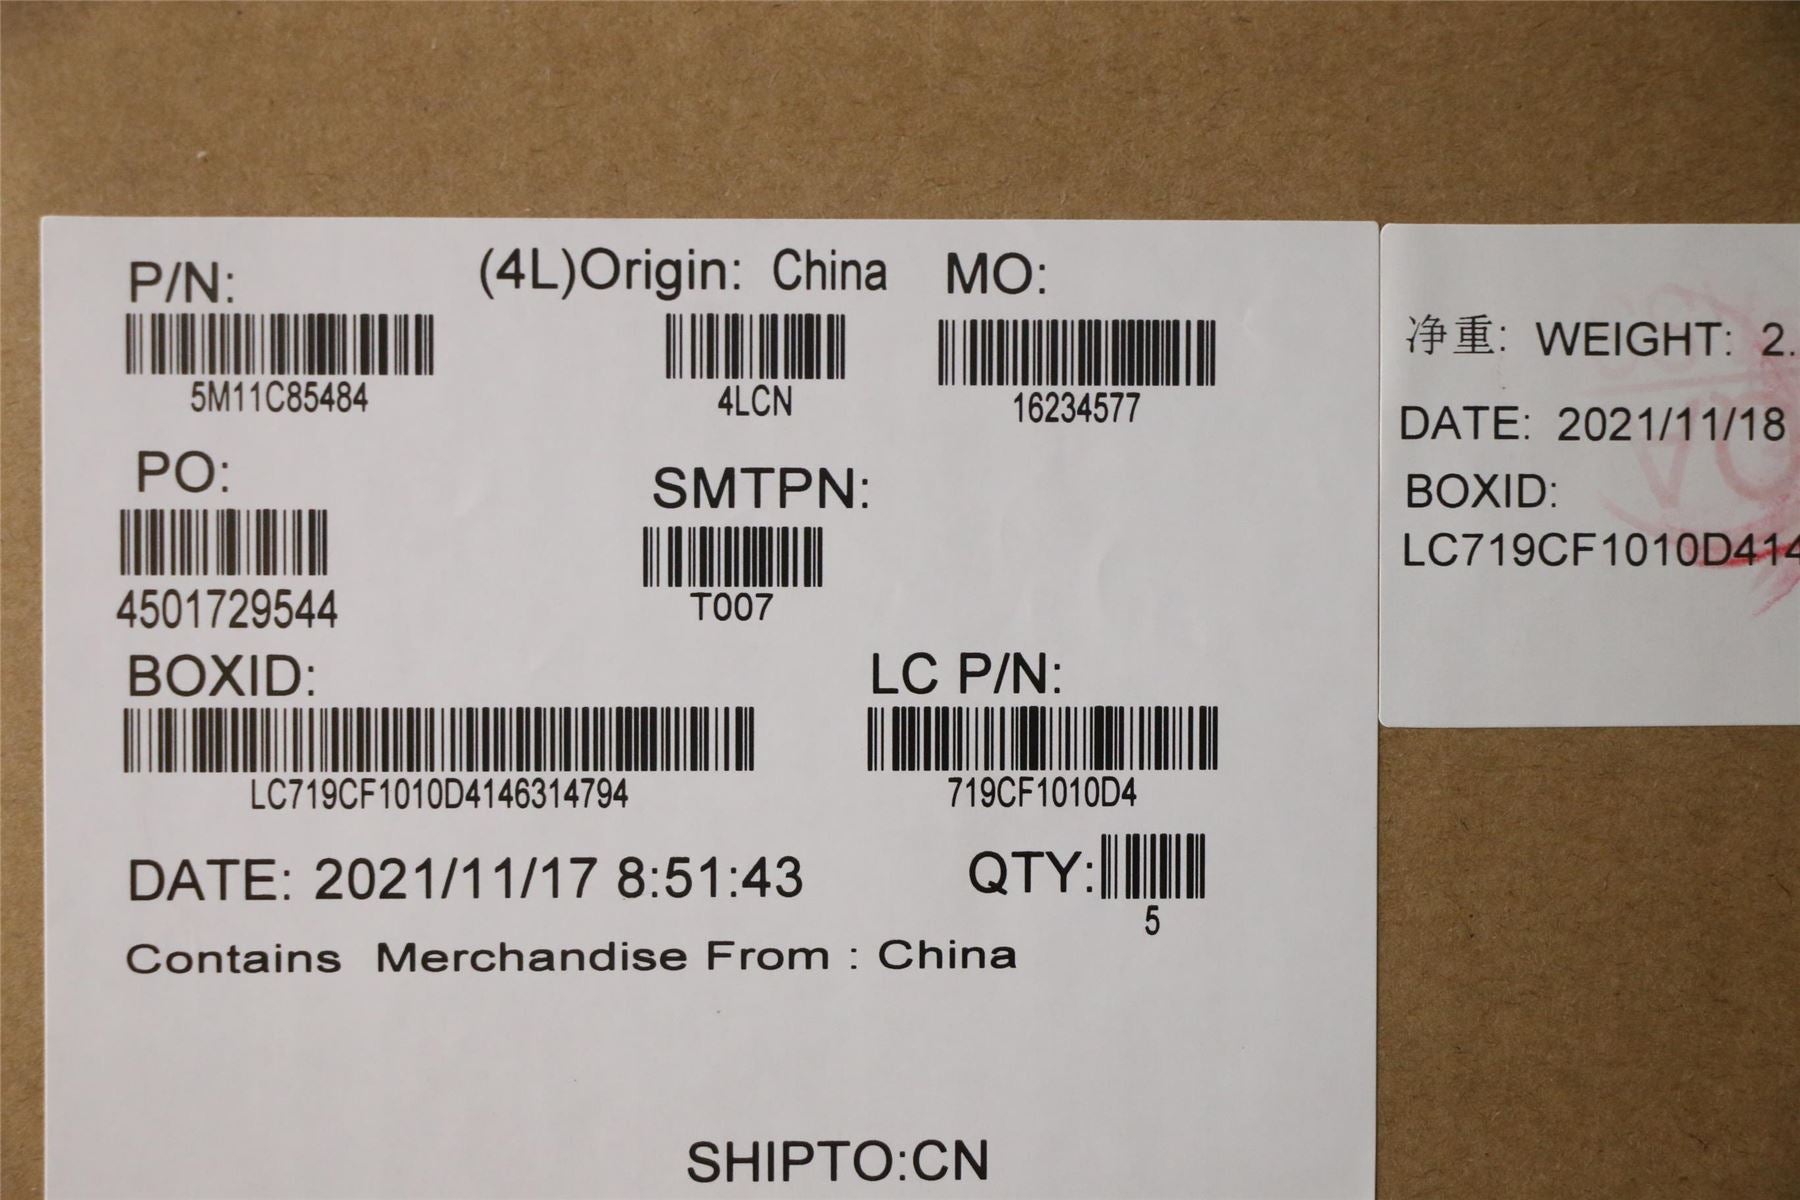 P/N: (4L)Origin: China MO:
5M11C85484 4LCN 16234577
PO: SMTPN:
4501729544 T007
BOXID: LC P/N:
LC719CF1010D4146314794 719CF1010D4
DATE: 2021/11/17 8:51:43 QTY:
5
Contains Merchandise From : China
SHIPTO:CN
净重: WEIGHT: 2.
DATE: 2021/11/18
BOXID:
LC719CF1010D414